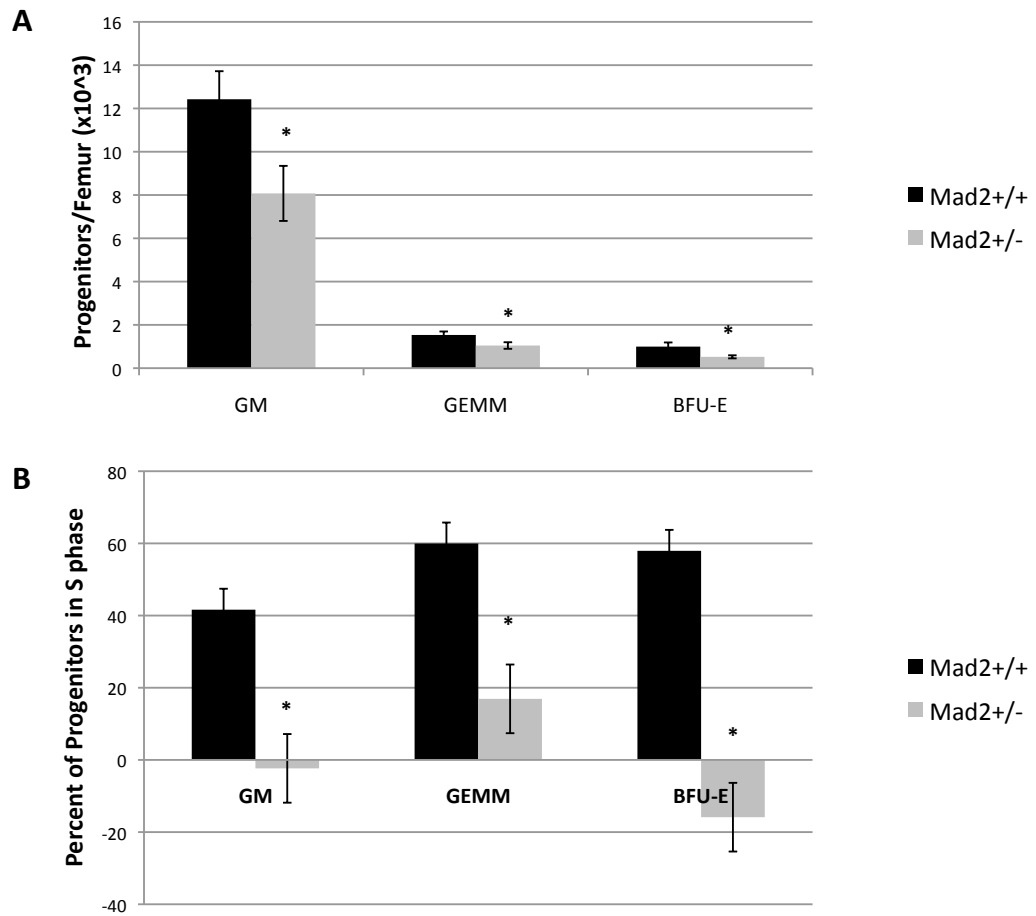 A
Progenitors/Femur (x10^3)
16
14
12
10
8
6
4
2
0
*
*
*
GM
GEMM
BFU-E
Mad2+/+
Mad2+/-
B
Percent of Progenitors in S phase
80
60
40
20
0
-20
-40
*
*
*
GM
GEMM
BFU-E
Mad2+/+
Mad2+/-